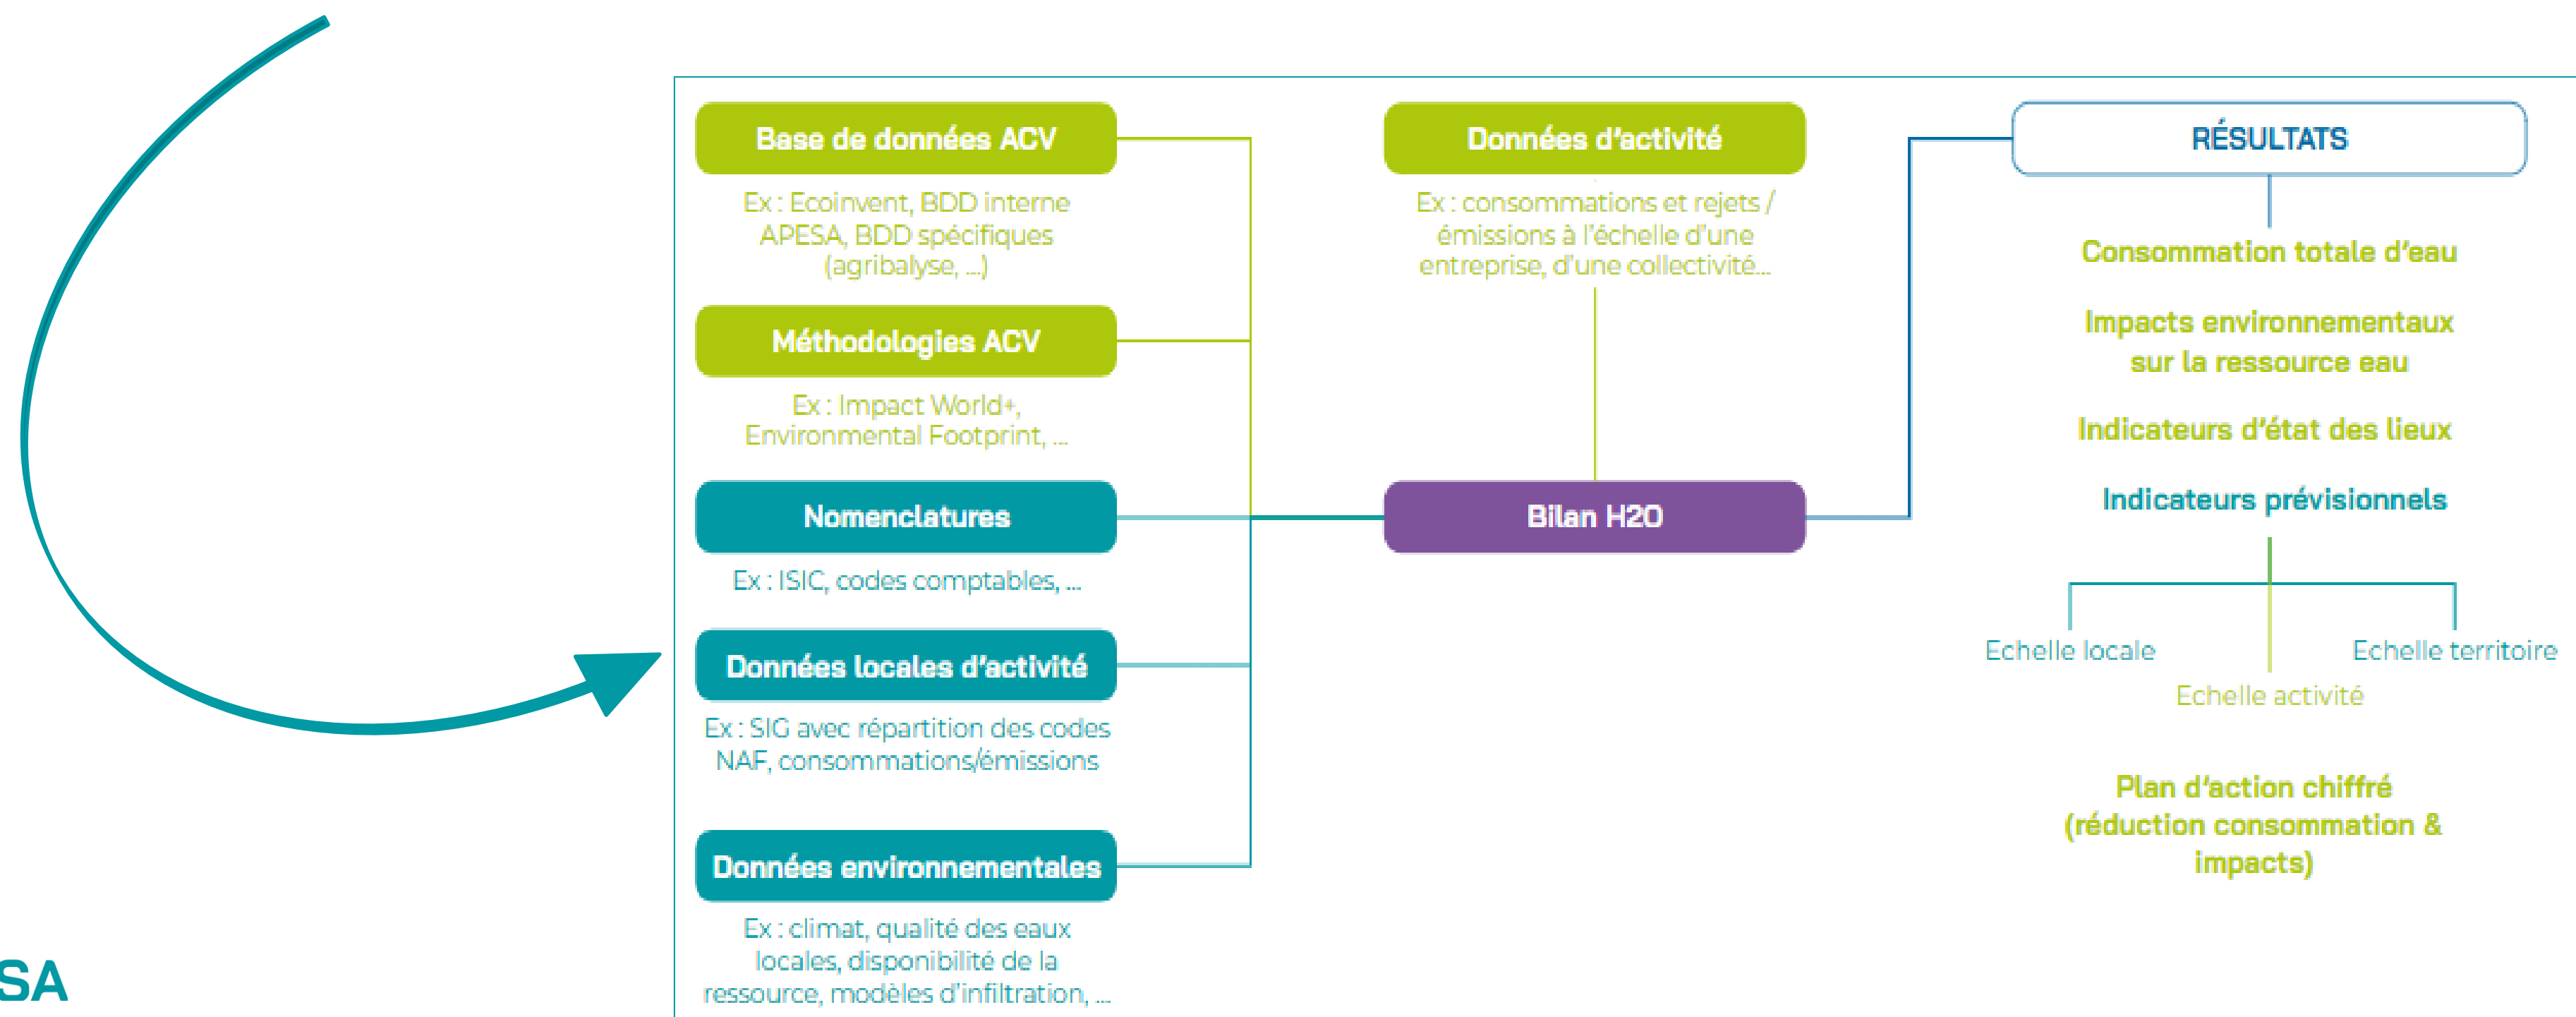 Base de données ACV
Ex : Ecoinvent, BDD interne
APESA, BDD spécifiques
(agribalyse, ...)
Méthodologies ACV
Ex : Impact World+,
Environmental Footprint, ...
Nomenclatures
Ex : ISIC, codes comptables, ...
Données locales d'activité
Ex : SIG avec répartition des codes
NAF, consommations/émissions
Données environnementales
Ex : climat, qualité des eaux
locales, disponibilité de la
ressource, modèles d'infiltration, ...
Données d'activité
Ex : consommations et rejets /
émissions à l'échelle d'une
entreprise, d'une collectivité...
Bilan H2O
RÉSULTATS
Consommation totale d'eau
Impacts environnementaux
sur la ressource eau
Indicateurs d'état des lieux
Indicateurs prévisionnels
Echelle locale
Echelle territoire
Echelle activité
Plan d'action chiffré
(réduction consommation &
impacts)
SA